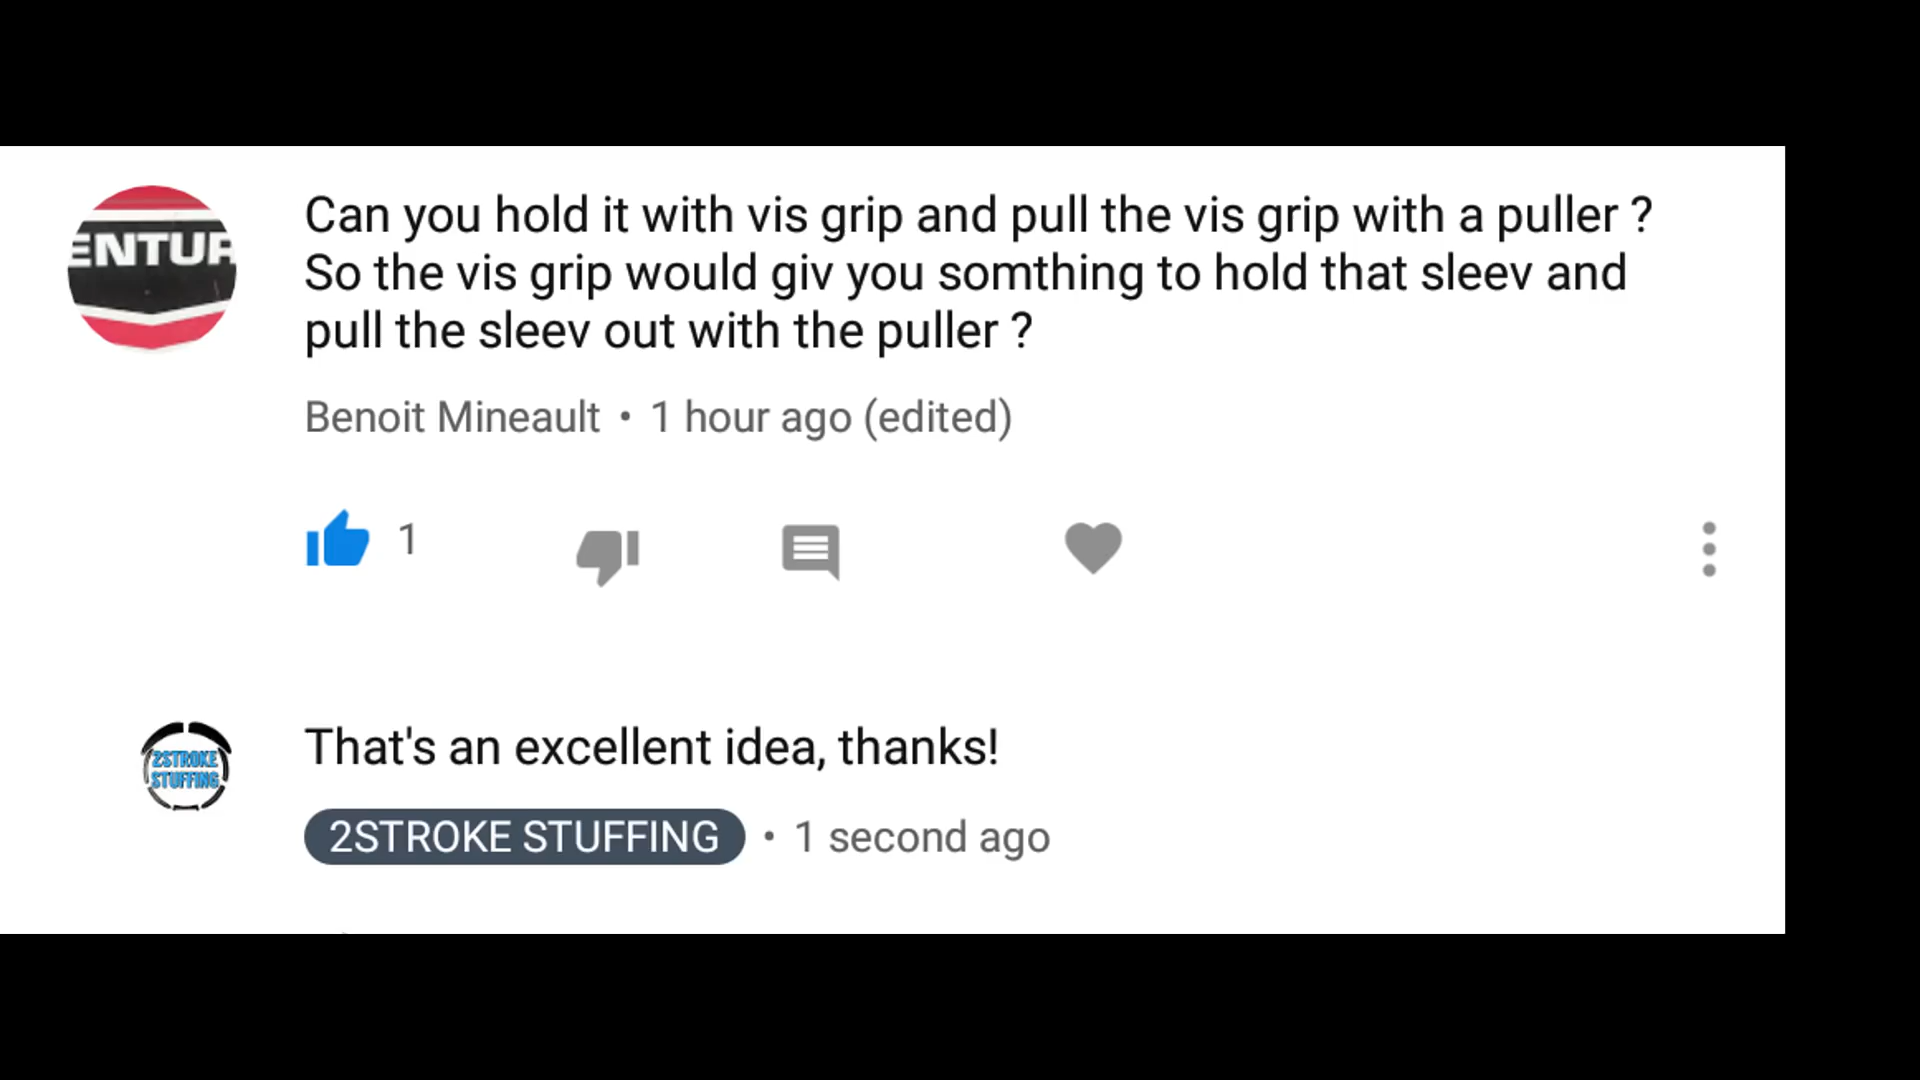 ENTUR
Can you hold it with vis grip and pull the vis grip with a puller ?
So the vis grip would giv you somthing to hold that sleev and
pull the sleev out with the puller ?
Benoit Mineault • 1 hour ago (edited)
1
2STROKE
STUFFING
That's an excellent idea, thanks!
2STROKE STUFFING • 1 second ago